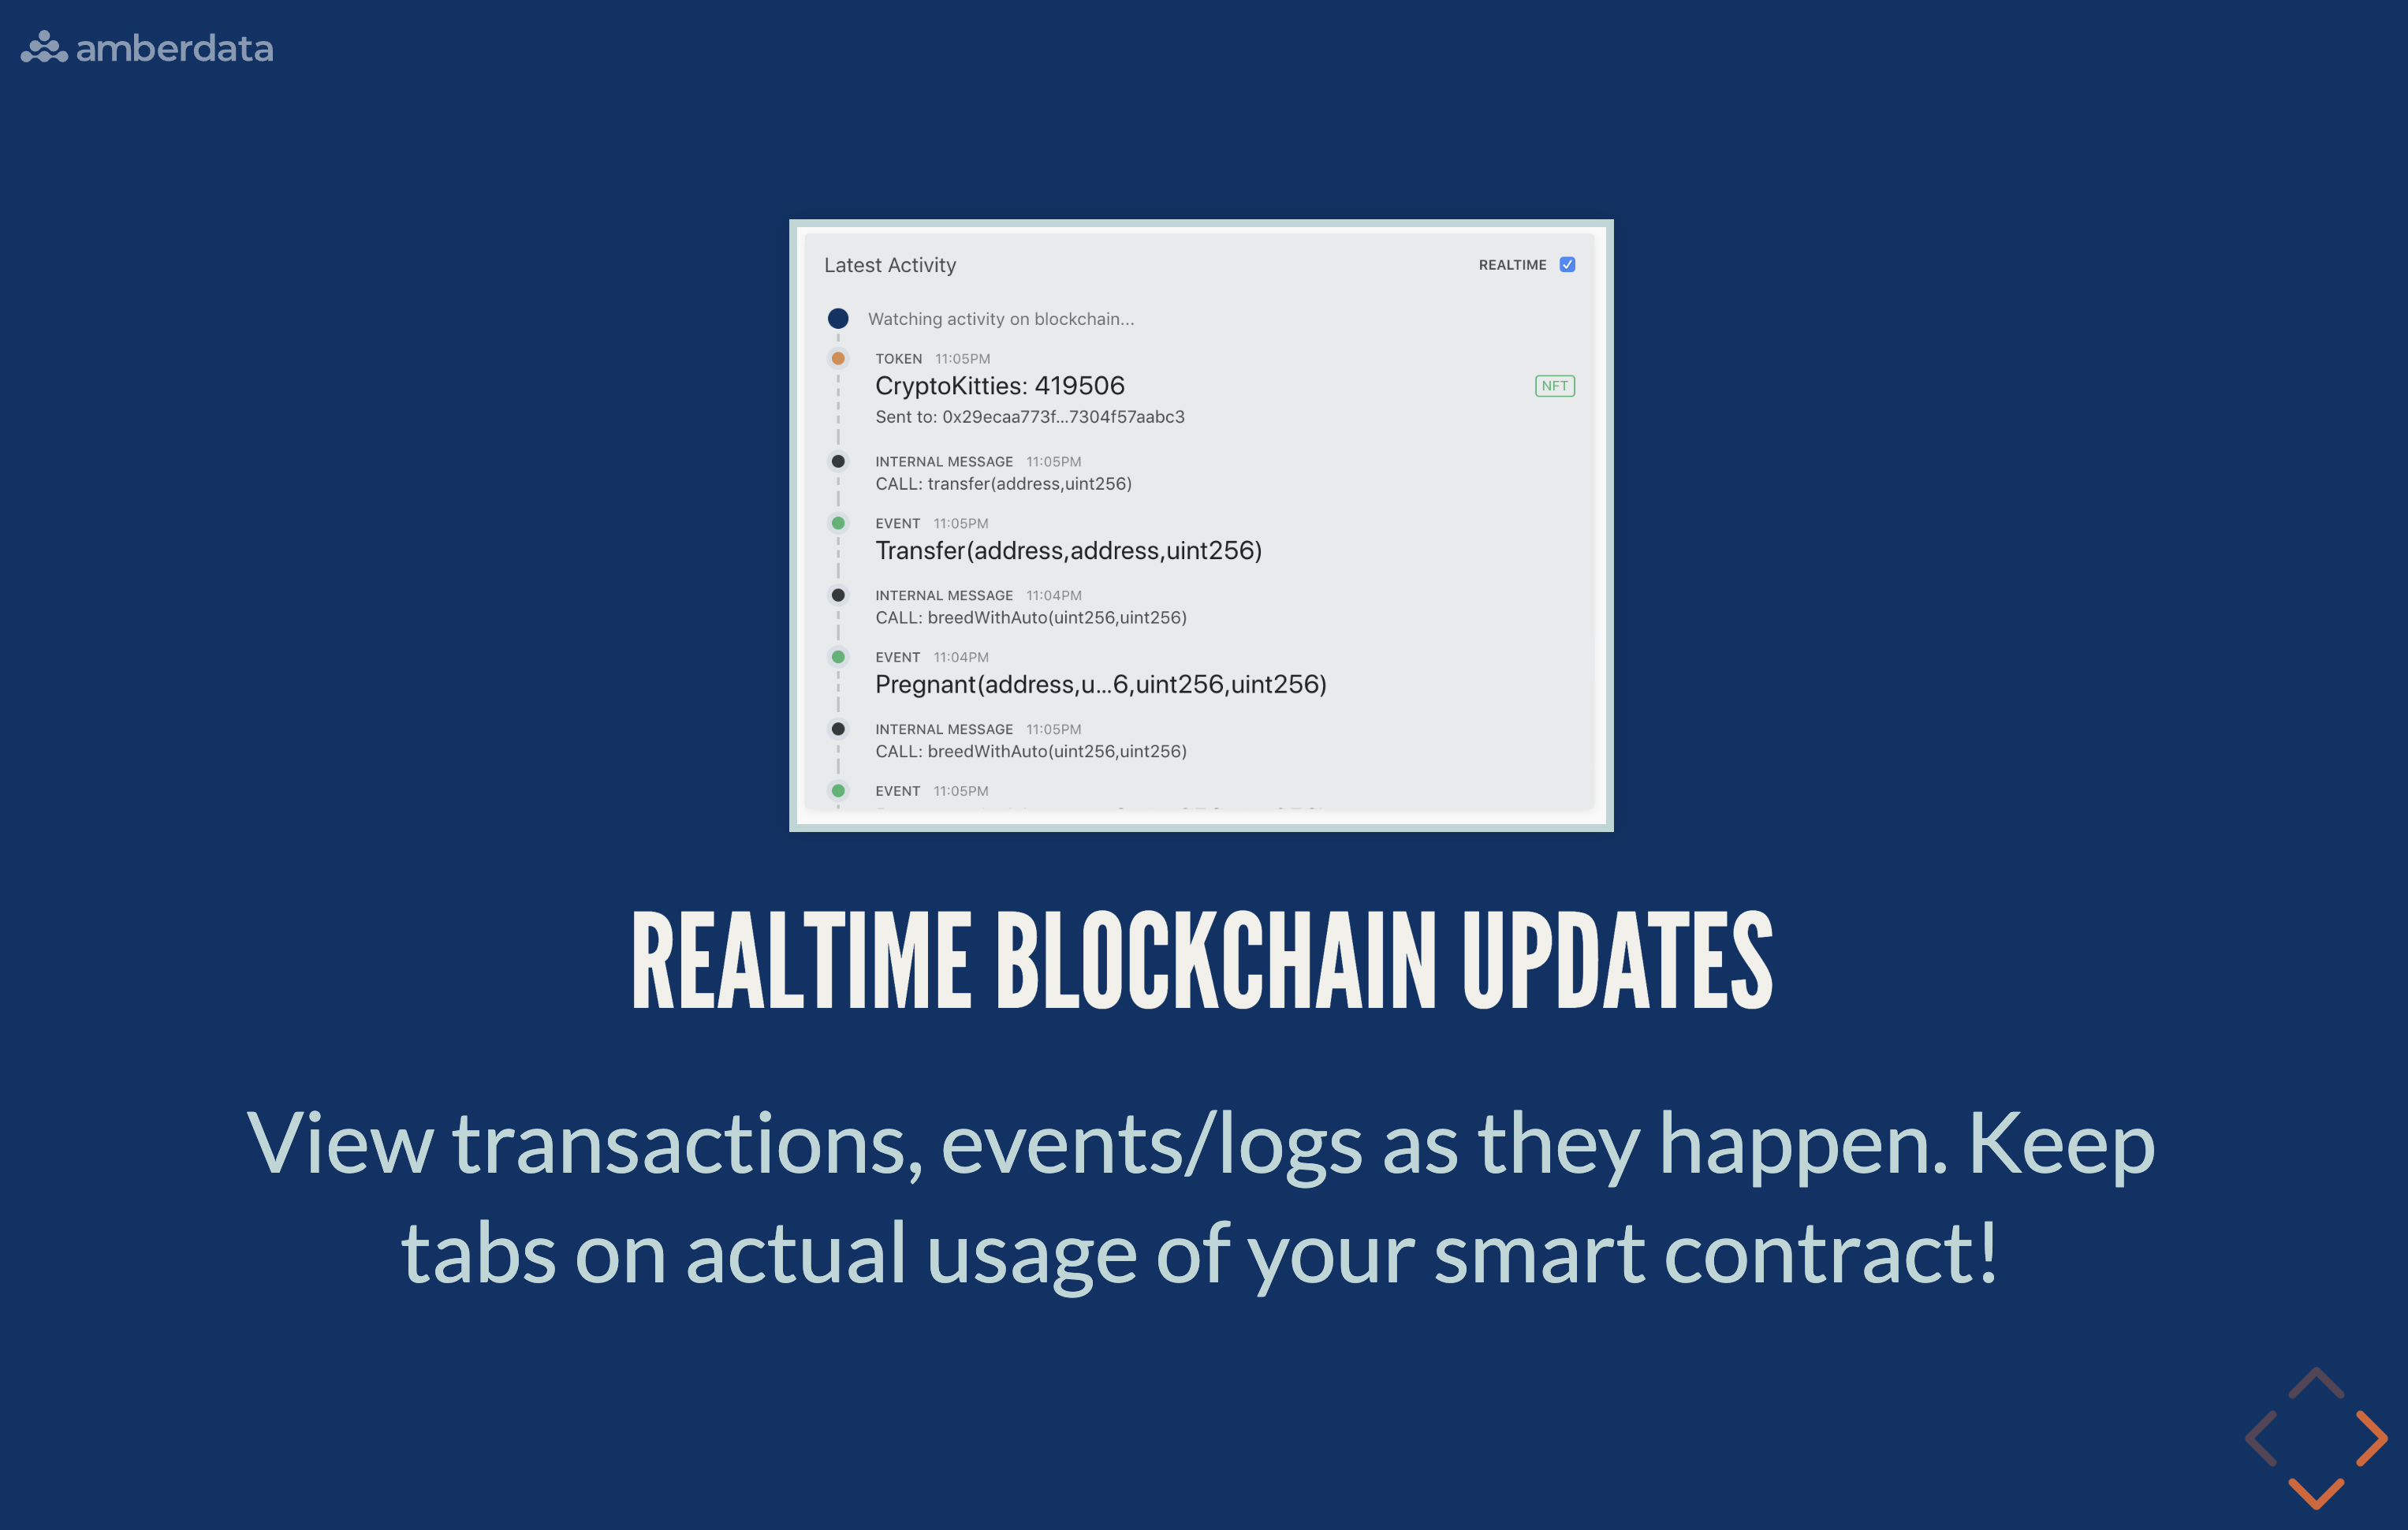 amberdata
Latest Activity
REALTIME
Watching activity on blockchain...
TOKEN 11:05PM
CryptoKitties: 419506
NFT
Sent to: 0x29ecaa773f...7304f57aabc3
INTERNAL MESSAGE 11:05PM
CALL: transfer(address,uint256)
EVENT 11:05PM
Transfer(address,address,uint256)
INTERNAL MESSAGE 11:04PM
CALL: breedWithAuto(uint256,uint256)
EVENT 11:04PM
Pregnant(address,u...6,uint256,uint256)
INTERNAL MESSAGE 11:05PM
CALL: breedWithAuto(uint256,uint256)
EVENT 11:05PM
REALTIME BLOCKCHAIN UPDATES
View transactions, events/logs as they happen. Keep
tabs on actual usage of your smart contract!